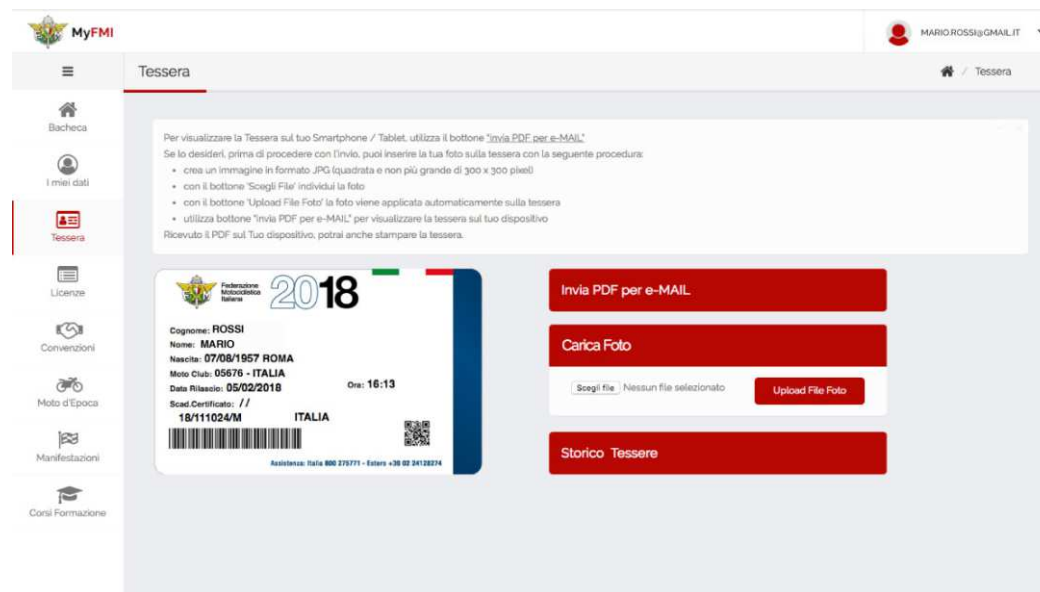 MyFMI
MARIO.ROSSI@GMAIL.IT
Tessera
/ Tessera
Bacheca
I miei dati
Tessera
Licenze
Convenzioni
Moto d'Epoca
Manifestazioni
Corsi Formazione
Per visualizzare la Tessera sul tuo Smartphone / Tablet, utilizza il bottone "invia PDF per e-MAIL"
Se lo desideri, prima di procedere con l'invio, puoi inserire la tua foto sulla tessera con la seguente procedura:
• crea un immagine in formato JPG (quadrata e non più grande di 300 x 300 pixel)
• con il bottone 'Scegli File' individui la foto
• con il bottone 'Upload File Foto' la foto viene applicata automaticamente sulla tessera
• utilizza bottone "invia PDF per e-MAIL" per visualizzare la tessera sul tuo dispositivo
Ricevuto il PDF sul Tuo dispositivo, potrai anche stampare la tessera.
Federazione
Motociclistica
Italiana
2018
Cognome: ROSSI
Nome: MARIO
Nascita: 07/08/1957 ROMA
Moto Club: 05676 - ITALIA
Data Rilascio: 05/02/2018 Ora: 16:13
Scad.Certificato: / /
18/111024/M ITALIA
Assistenza: Italia 800 275771 - Estero +39 02 24128274
Invia PDF per e-MAIL
Carica Foto
Scegli file Nessun file selezionato
Upload File Foto
Storico Tessere